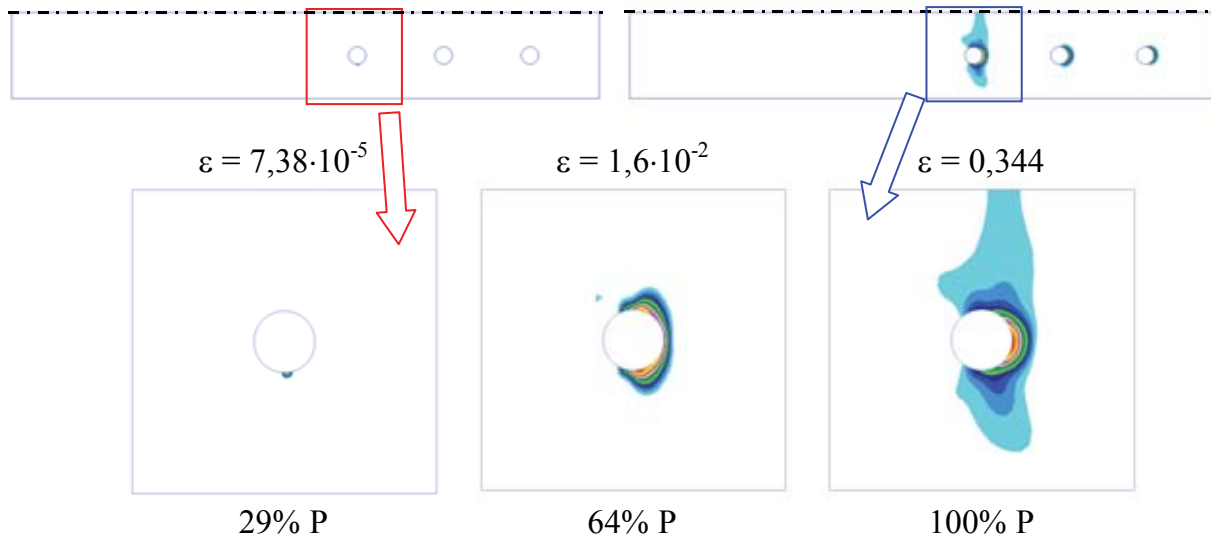 ε = 7,38·10⁻⁵
ε = 1,6·10⁻²
ε = 0,344
29% P
64% P
100% P